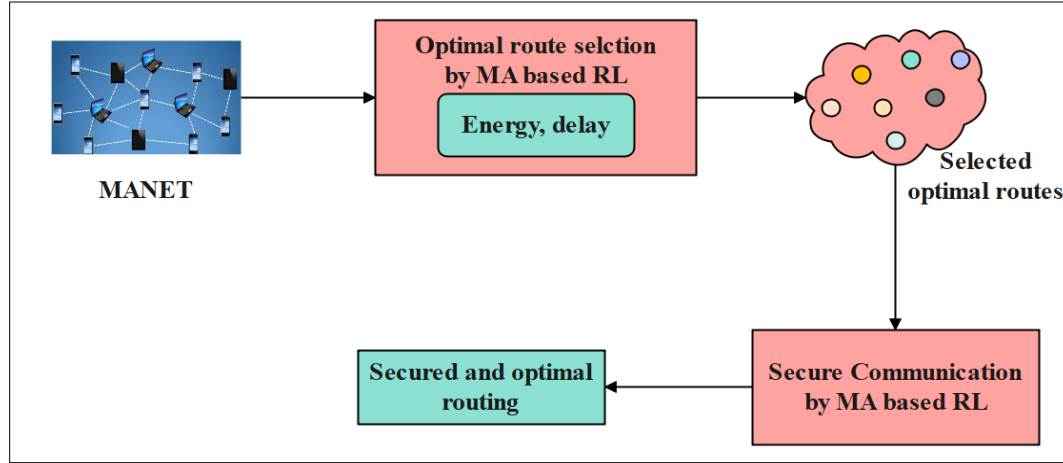 Optimal route selction
by MA based RL
Energy, delay
MANET
Selected
optimal routes
Secured and optimal
routing
Secure Communication
by MA based RL